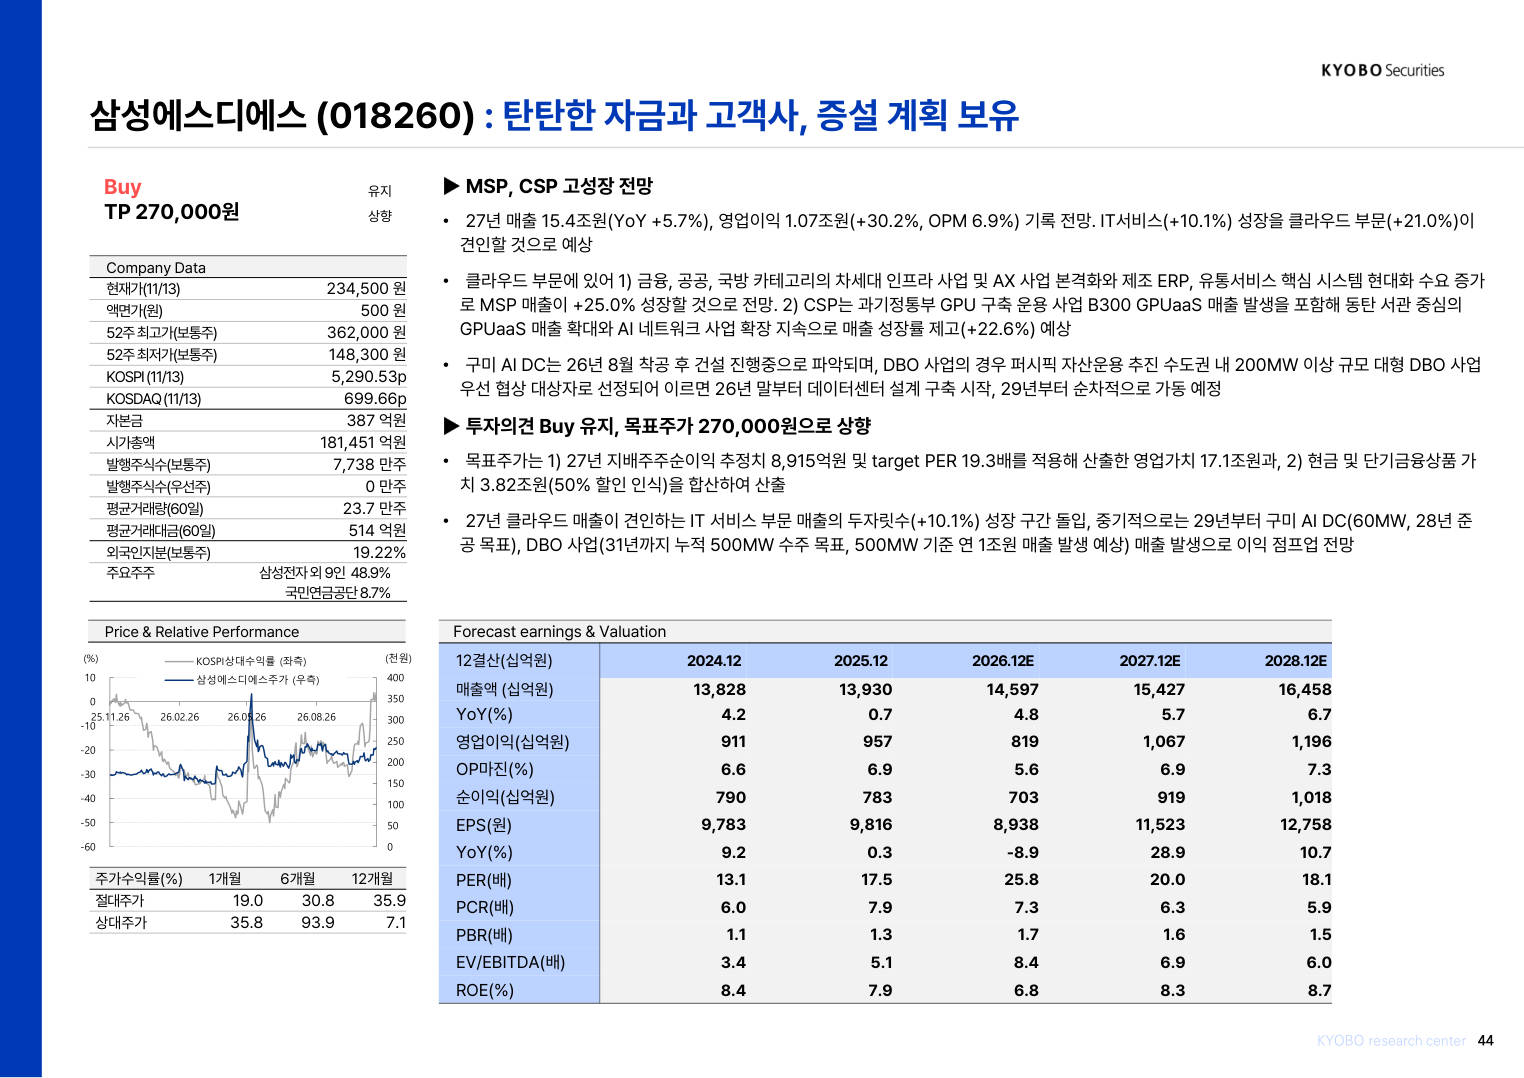 KYOBO Securities
삼성에스디에스 (018260) : 탄탄한 자금과 고객사, 증설 계획 보유
Buy 유지
TP 270,000원 상향
Company Data
현재가(11/13) 234,500 원
액면가(원) 500 원
52주 최고가(보통주) 362,000 원
52주 최저가(보통주) 148,300 원
KOSPI (11/13) 5,290.53p
KOSDAQ (11/13) 699.66p
자본금 387 억원
시가총액 181,451 억원
발행주식수(보통주) 7,738 만주
발행주식수(우선주) 0 만주
평균거래량(60일) 23.7 만주
평균거래대금(60일) 514 억원
외국인지분(보통주) 19.22%
주요주주 삼성전자 외 9인 48.9%
국민연금공단 8.7%
Price & Relative Performance
(%) KOSPI상대수익률 (좌측) (천원)
삼성에스디에스주가 (우측)
10 400
0 350
25.11.26 26.02.26 26.05.26 26.08.26 300
-10
-20 250
200
-30 150
-40 100
-50 50
-60 0
주가수익률(%) 1개월 6개월 12개월
절대주가 19.0 30.8 35.9
상대주가 35.8 93.9 7.1
▶ MSP, CSP 고성장 전망
• 27년 매출 15.4조원(YoY +5.7%), 영업이익 1.07조원(+30.2%, OPM 6.9%) 기록 전망. IT서비스(+10.1%) 성장을 클라우드 부문(+21.0%)이
견인할 것으로 예상
• 클라우드 부문에 있어 1) 금융, 공공, 국방 카테고리의 차세대 인프라 사업 및 AX 사업 본격화와 제조 ERP, 유통서비스 핵심 시스템 현대화 수요 증가
로 MSP 매출이 +25.0% 성장할 것으로 전망. 2) CSP는 과기정통부 GPU 구축 운용 사업 B300 GPUaaS 매출 발생을 포함해 동탄 서관 중심의
GPUaaS 매출 확대와 AI 네트워크 사업 확장 지속으로 매출 성장률 제고(+22.6%) 예상
• 구미 AI DC는 26년 8월 착공 후 건설 진행중으로 파악되며, DBO 사업의 경우 퍼시픽 자산운용 추진 수도권 내 200MW 이상 규모 대형 DBO 사업
우선 협상 대상자로 선정되어 이르면 26년 말부터 데이터센터 설계 구축 시작, 29년부터 순차적으로 가동 예정
▶ 투자의견 Buy 유지, 목표주가 270,000원으로 상향
• 목표주가는 1) 27년 지배주주순이익 추정치 8,915억원 및 target PER 19.3배를 적용해 산출한 영업가치 17.1조원과, 2) 현금 및 단기금융상품 가
치 3.82조원(50% 할인 인식)을 합산하여 산출
• 27년 클라우드 매출이 견인하는 IT 서비스 부문 매출의 두자릿수(+10.1%) 성장 구간 돌입, 중기적으로는 29년부터 구미 AI DC(60MW, 28년 준
공 목표), DBO 사업(31년까지 누적 500MW 수주 목표, 500MW 기준 연 1조원 매출 발생 예상) 매출 발생으로 이익 점프업 전망
Forecast earnings & Valuation
12결산(십억원) 2024.12 2025.12 2026.12E 2027.12E 2028.12E
매출액 (십억원) 13,828 13,930 14,597 15,427 16,458
YoY(%) 4.2 0.7 4.8 5.7 6.7
영업이익(십억원) 911 957 819 1,067 1,196
OP마진(%) 6.6 6.9 5.6 6.9 7.3
순이익(십억원) 790 783 703 919 1,018
EPS(원) 9,783 9,816 8,938 11,523 12,758
YoY(%) 9.2 0.3 -8.9 28.9 10.7
PER(배) 13.1 17.5 25.8 20.0 18.1
PCR(배) 6.0 7.9 7.3 6.3 5.9
PBR(배) 1.1 1.3 1.7 1.6 1.5
EV/EBITDA(배) 3.4 5.1 8.4 6.9 6.0
ROE(%) 8.4 7.9 6.8 8.3 8.7
KYOBO research center 44